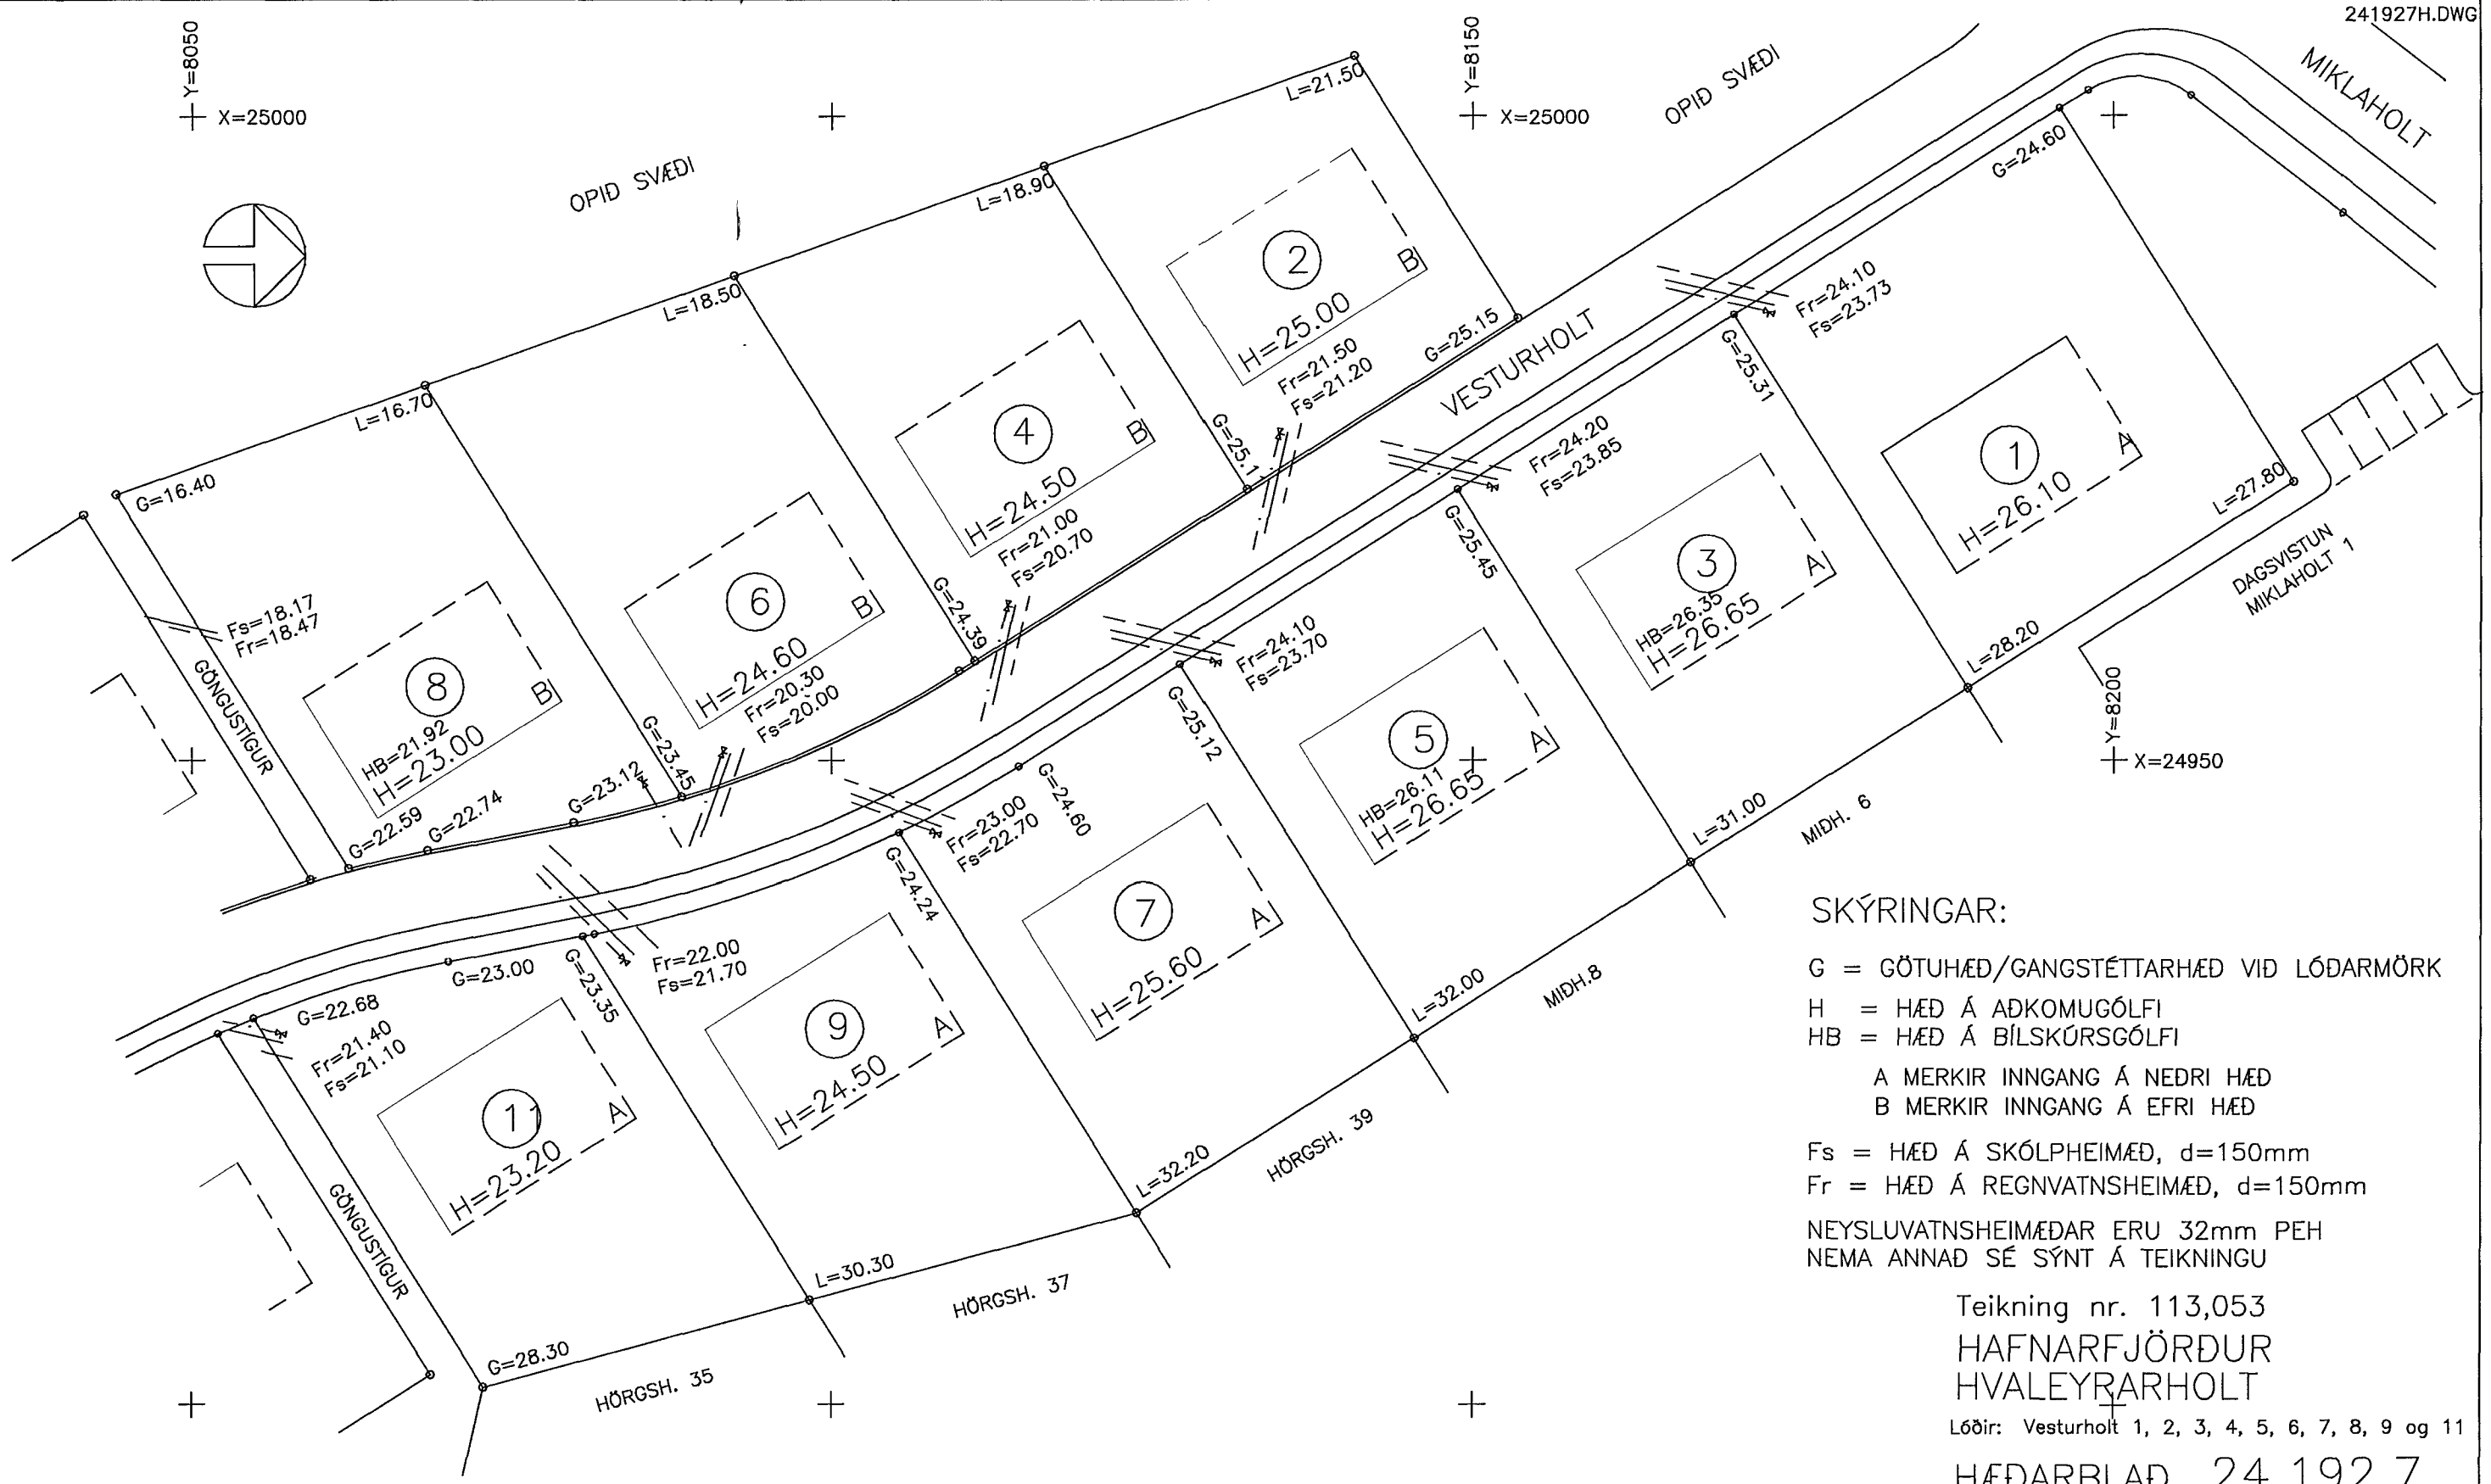 241927H.DWG
Y=8050
X=25000
Y=8150
X=25000
OPIÐ SVÆÐI
OPIÐ SVÆÐI
MIKLAHOLT
L=21.50
L=18.90
L=18.50
L=16.70
G=16.40
G=24.60
2
B
H=25.00
Fr=21.50
Fs=21.20
G=25.15
VESTURHOLT
Fr=24.10
Fs=23.73
G=25.31
4
B
H=24.50
Fr=21.00
Fs=20.70
Fr=24.20
Fs=23.85
G=25.45
1
A
H=26.10
L=27.80
DAGSVISTUN
MIKLAHOLT 1
6
B
H=24.60
Fr=20.30
Fs=20.00
G=24.39
3
A
HB=26.35
H=26.65
L=28.20
Fs=18.17
Fr=18.47
GÖNGUSTÍGUR
8
B
HB=21.92
H=23.00
G=23.45
G=23.12
G=22.74
G=22.59
Fr=24.10
Fs=23.70
G=25.12
5
A
HB=26.11
H=26.65
L=31.00
MIÐH. 6
Y=8200
X=24950
G=24.60
Fr=23.00
Fs=22.70
G=24.24
7
A
H=25.60
L=32.00
MIÐH.8
Fr=22.00
Fs=21.70
G=23.35
G=23.00
G=22.68
Fr=21.40
Fs=21.10
9
A
H=24.50
L=32.20
HÖRGSH. 39
11
A
H=23.20
GÖNGUSTÍGUR
L=30.30
HÖRGSH. 37
G=28.30
HÖRGSH. 35
SKÝRINGAR:
G = GÖTUHÆÐ/GANGSTÉTTARHÆÐ VIÐ LÓÐARMÖRK
H = HÆÐ Á AÐKOMUGÓLFI
HB = HÆÐ Á BÍLSKÚRSGÓLFI
A MERKIR INNGANG Á NEÐRI HÆÐ
B MERKIR INNGANG Á EFRI HÆÐ
Fs = HÆÐ Á SKÓLPHEIMÆÐ, d=150mm
Fr = HÆÐ Á REGNVATNSHEIMÆÐ, d=150mm
NEYSLUVATNSHEIMÆÐAR ERU 32mm PEH
NEMA ANNAÐ SÉ SÝNT Á TEIKNINGU
Teikning nr. 113,053
HAFNARFJÖRÐUR
HVALEYRARHOLT
Lóðir: Vesturholt 1, 2, 3, 4, 5, 6, 7, 8, 9 og 11
HÆÐARBLAÐ 24 192 7